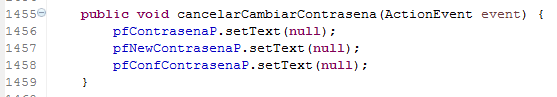 1455 public void cancelarCambiarContrasena(ActionEvent event) {
1456 pfContrasenaP.setText(null);
1457 pfNewContrasenaP.setText(null);
1458 pfConfContrasenaP.setText(null);
1459 }